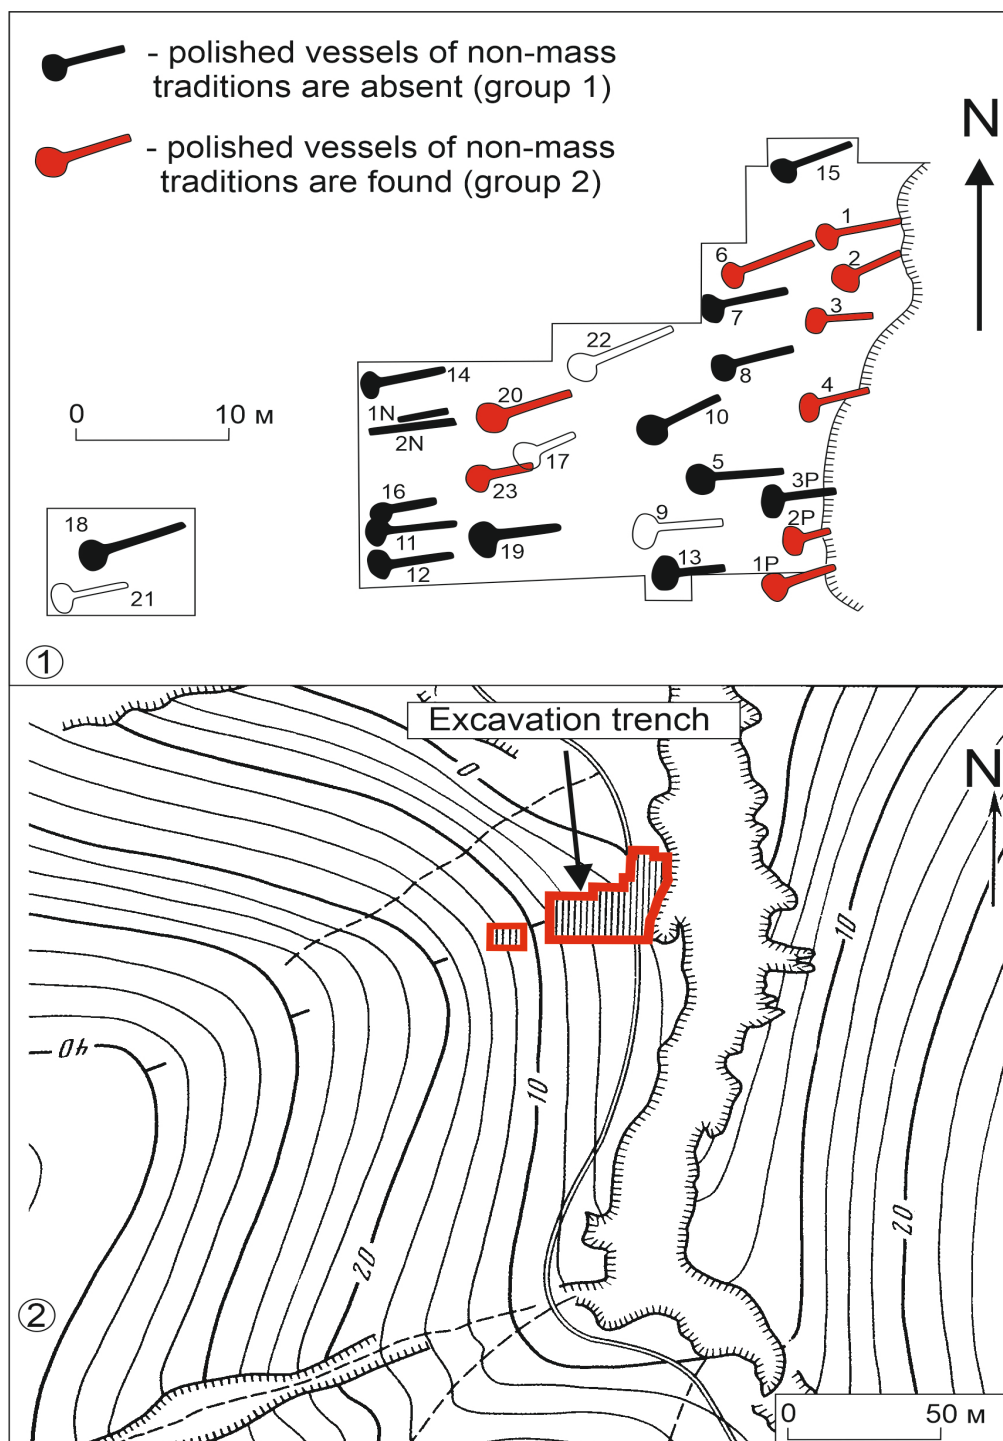 - polished vessels of non-mass
traditions are absent (group 1)
- polished vessels of non-mass
traditions are found (group 2)
N
15
1
6
2
7
3
22
14
8
4
20
1N
10
2N
17
5
3P
16
23
9
2P
11
19
12
13
1P
0 10 м
18
21
1
Excavation trench
0
N
10
40
10
20
20
2
0 50 м